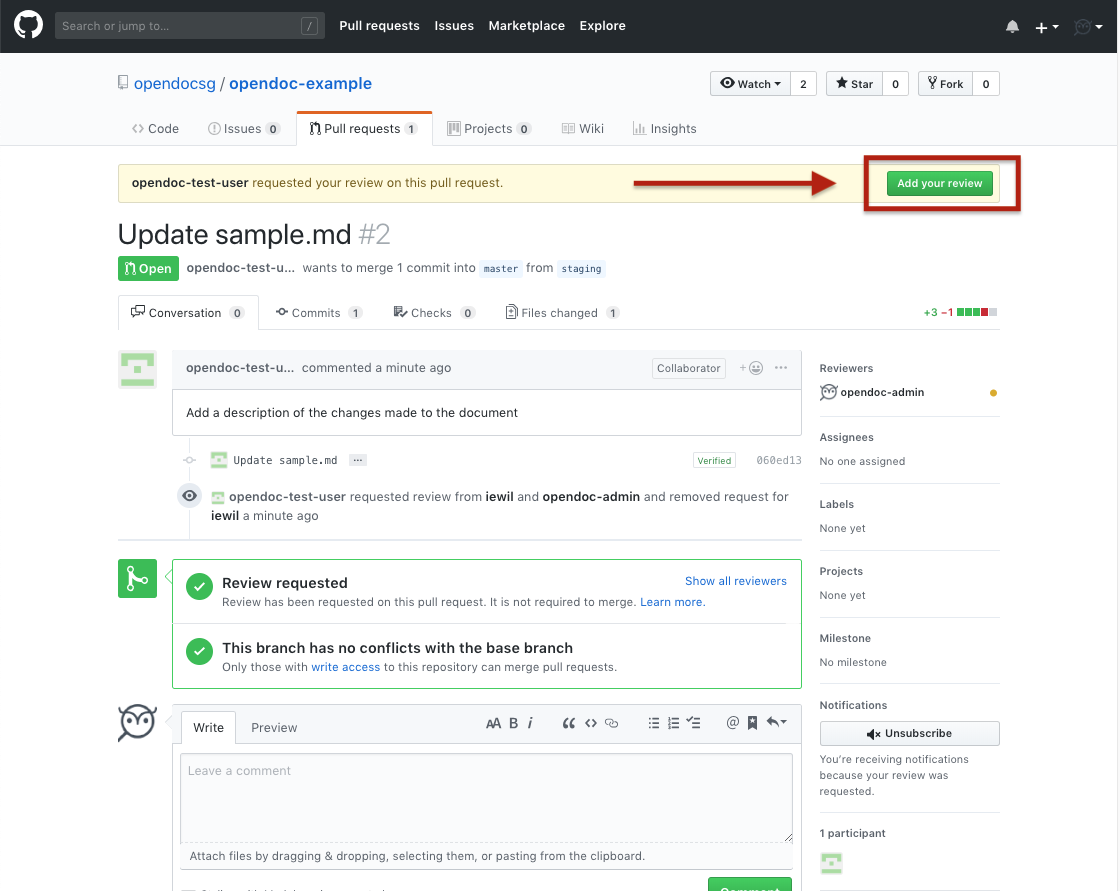 Search or jump to... /
Pull requests Issues Marketplace Explore
opendocsg / opendoc-example
Watch 2 Star 0 Fork 0
Code Issues 0 Pull requests 1 Projects 0 Wiki Insights
opendoc-test-user requested your review on this pull request. Add your review
Update sample.md #2
Open opendoc-test-u... wants to merge 1 commit into master from staging
Conversation 0 Commits 1 Checks 0 Files changed 1 +3 −1
opendoc-test-u... commented a minute ago Collaborator + ...
Add a description of the changes made to the document
Update sample.md ... Verified 060ed13
opendoc-test-user requested review from iewil and opendoc-admin and removed request for
iewil a minute ago
Review requested Show all reviewers
Review has been requested on this pull request. It is not required to merge. Learn more.
This branch has no conflicts with the base branch
Only those with write access to this repository can merge pull requests.
Write Preview AA B i “ <> @
Leave a comment
Attach files by dragging & dropping, selecting them, or pasting from the clipboard.
Comment
Reviewers
opendoc-admin
Assignees
No one assigned
Labels
None yet
Projects
None yet
Milestone
No milestone
Notifications
Unsubscribe
You’re receiving notifications
because your review was
requested.
1 participant